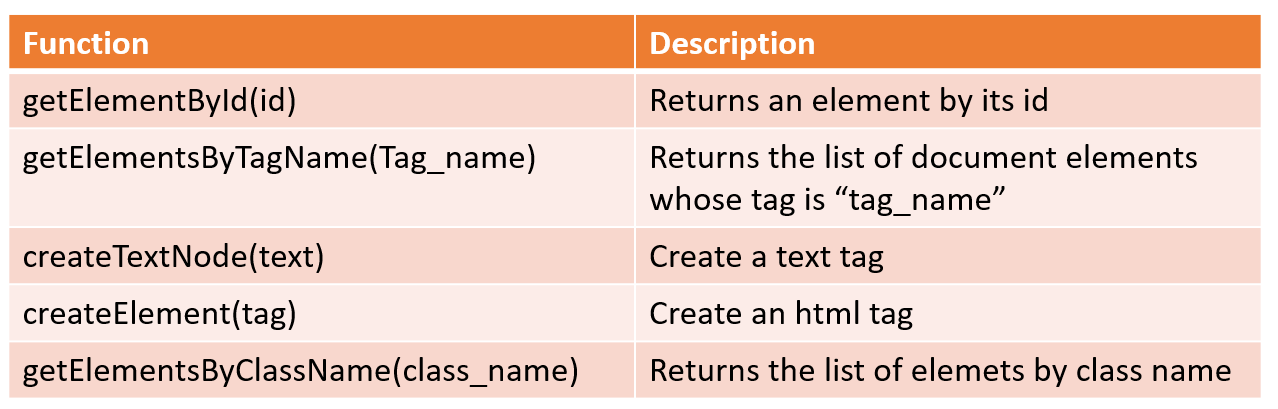 Function Description
getElementById(id) Returns an element by its id
getElementsByTagName(Tag_name) Returns the list of document elements
whose tag is “tag_name”
createTextNode(text) Create a text tag
createElement(tag) Create an html tag
getElementsByClassName(class_name) Returns the list of elemets by class name